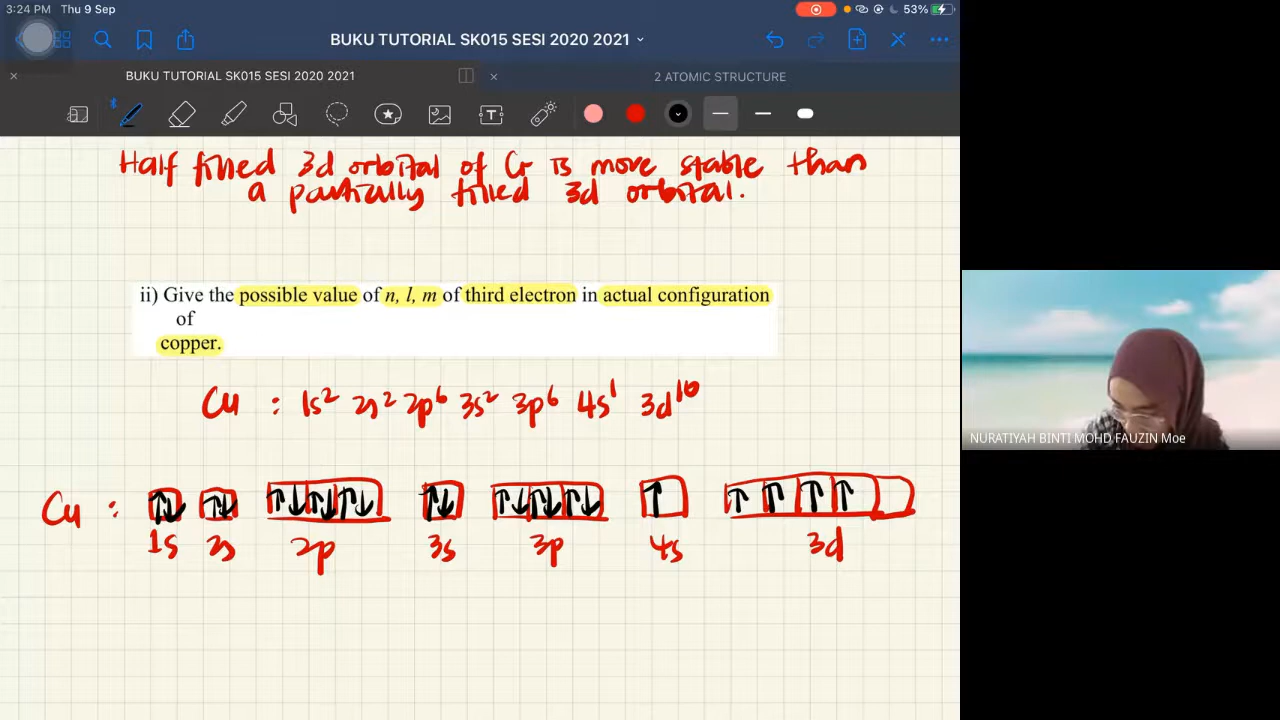 3:24 PM Thu 9 Sep
53%
BUKU TUTORIAL SK015 SESI 2020 2021
BUKU TUTORIAL SK015 SESI 2020 2021
2 ATOMIC STRUCTURE
Half filled 3d orbital of Cr is more stable than
a partially filled 3d orbital.
ii) Give the possible value of n, l, m of third electron in actual configuration
of
copper.
Cu : 1s² 2s² 2p⁶ 3s² 3p⁶ 4s¹ 3d¹⁰
Cu :
1s 2s 2p 3s 3p 4s 3d
NURATIYAH BINTI MOHD FAUZIN Moe